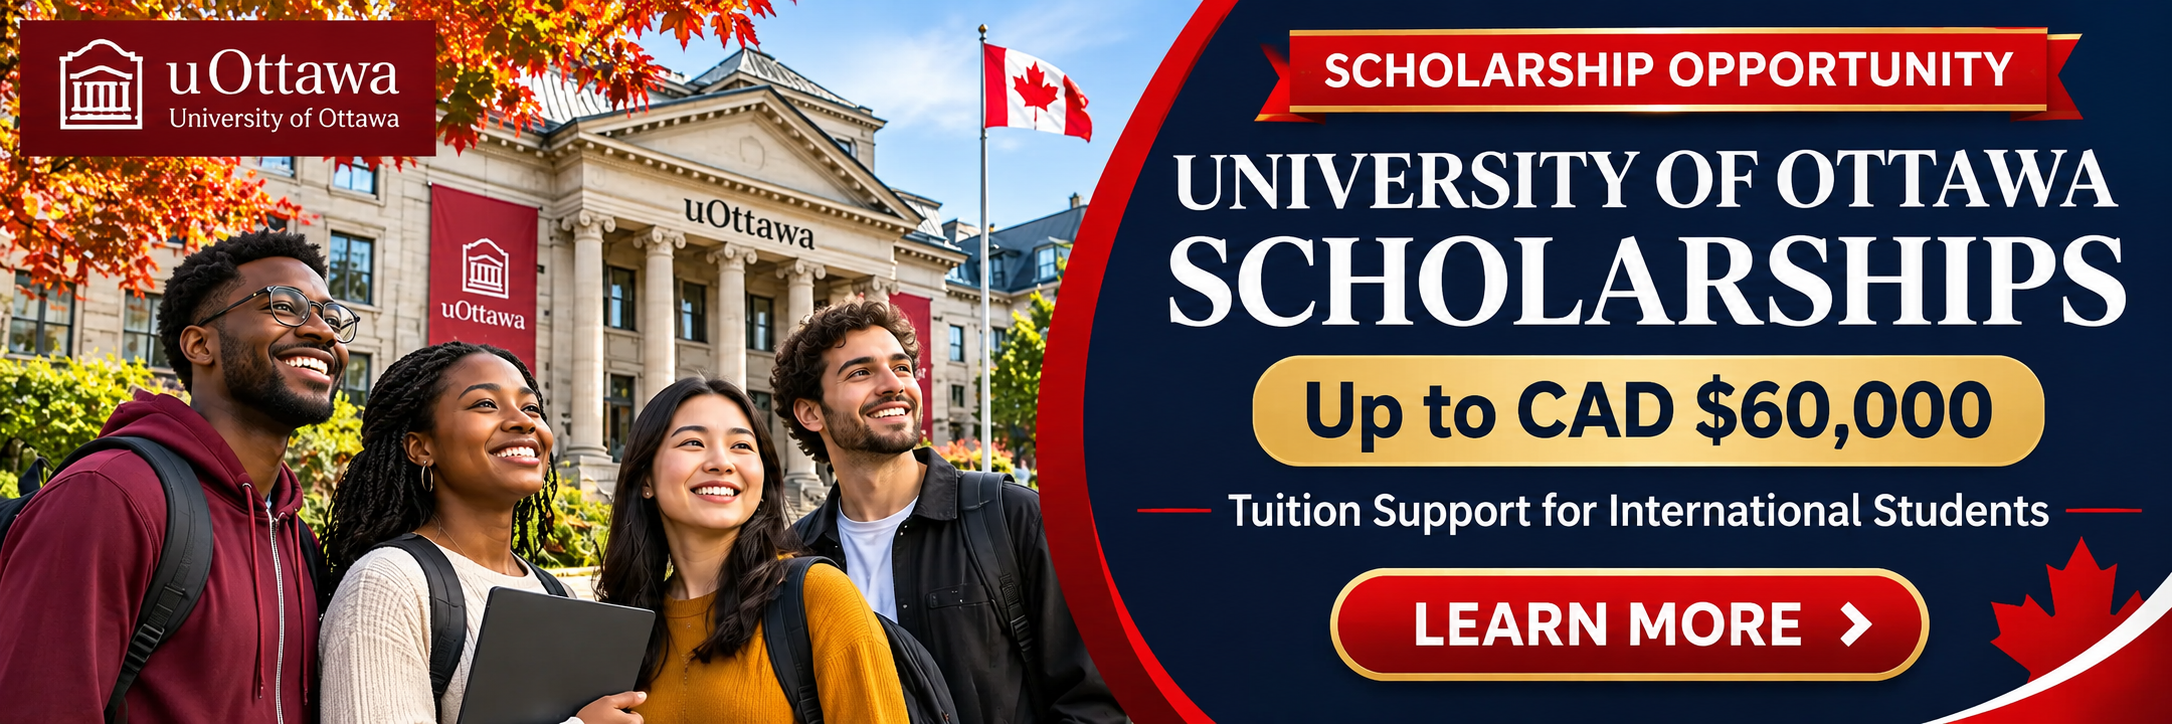 uOttawa
University of Ottawa
uOttawa
uOttawa
SCHOLARSHIP OPPORTUNITY
UNIVERSITY OF OTTAWA
SCHOLARSHIPS
Up to CAD $60,000
Tuition Support for International Students
LEARN MORE